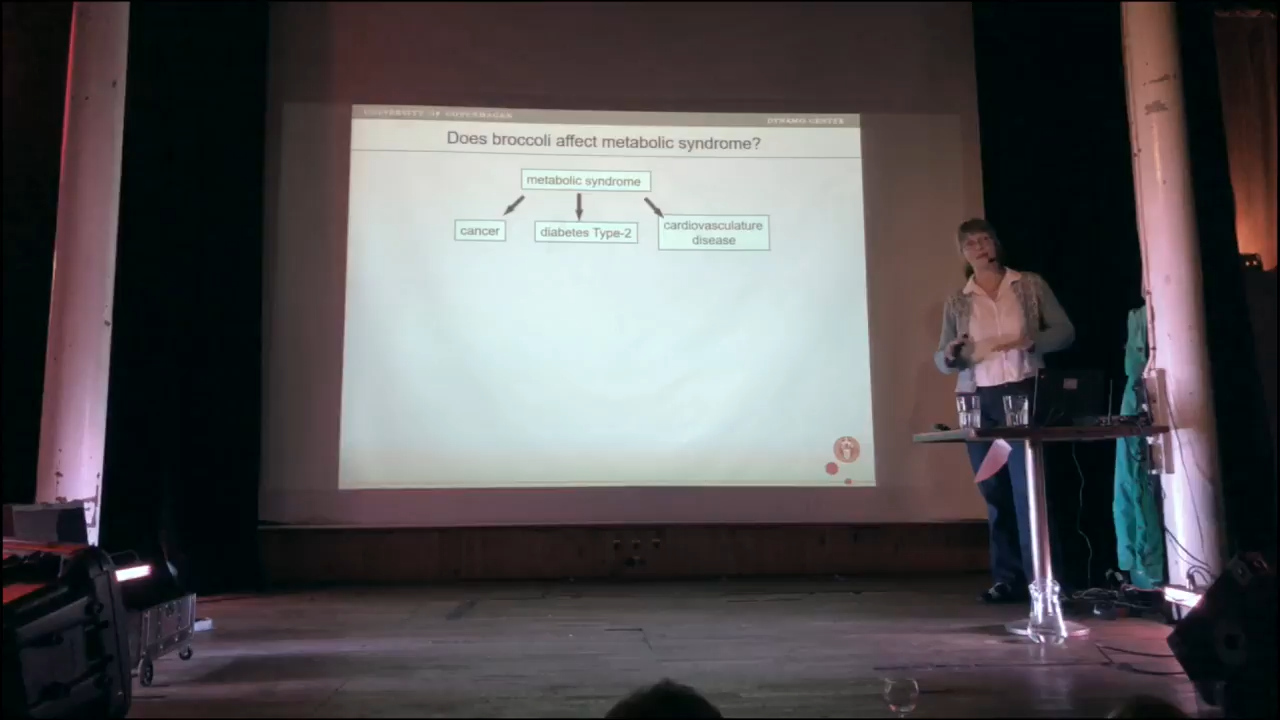 UNIVERSITY OF COPENHAGEN
DYNAMO CENTER
Does broccoli affect metabolic syndrome?
metabolic syndrome
cancer
diabetes Type-2
cardiovasculature
disease